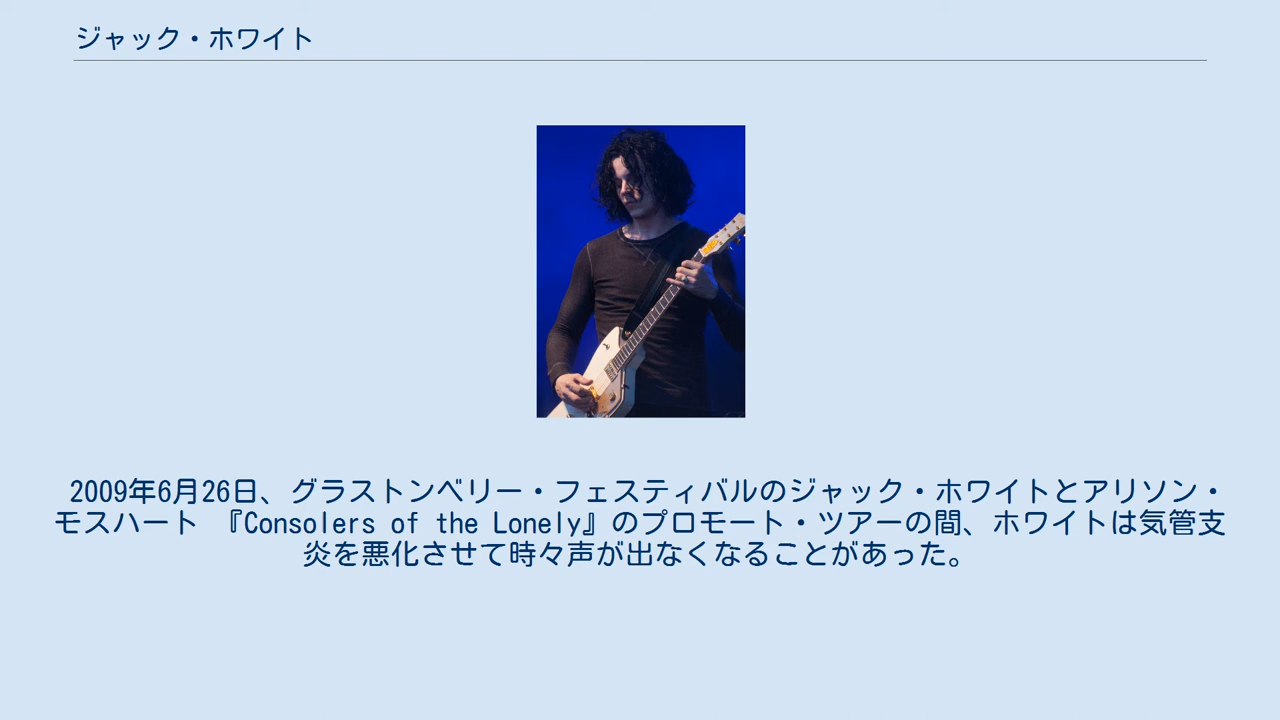 ジャック・ホワイト
2009年6月26日、グラストンベリー・フェスティバルのジャック・ホワイトとアリソン・
モスハート 『Consolers of the Lonely』のプロモート・ツアーの間、ホワイトは気管支
炎を悪化させて時々声が出なくなることがあった。